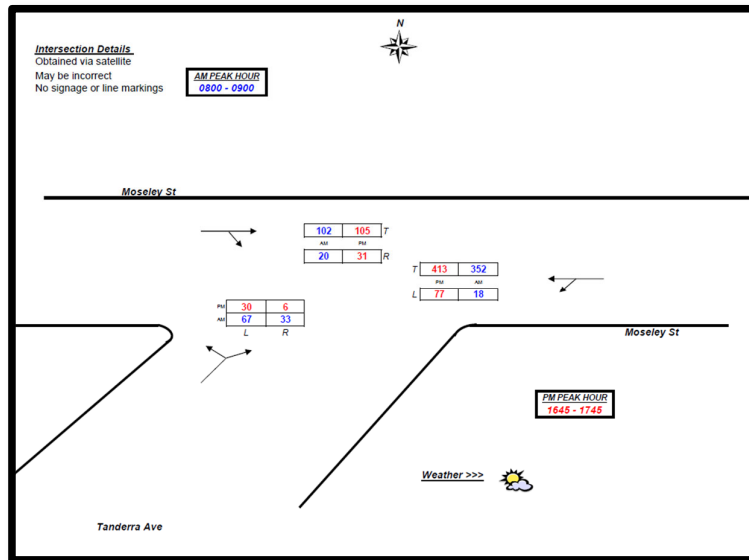 N
Intersection Details
Obtained via satellite
May be incorrect
No signage or line markings
AM PEAK HOUR
0800 - 0900
Moseley St
102 105 T
AM PM
20 31 R
T 413 352
PM AM
L 77 18
PM 30 6
AM 67 33
L R
Moseley St
PM PEAK HOUR
1645 - 1745
Weather >>>
Tanderra Ave